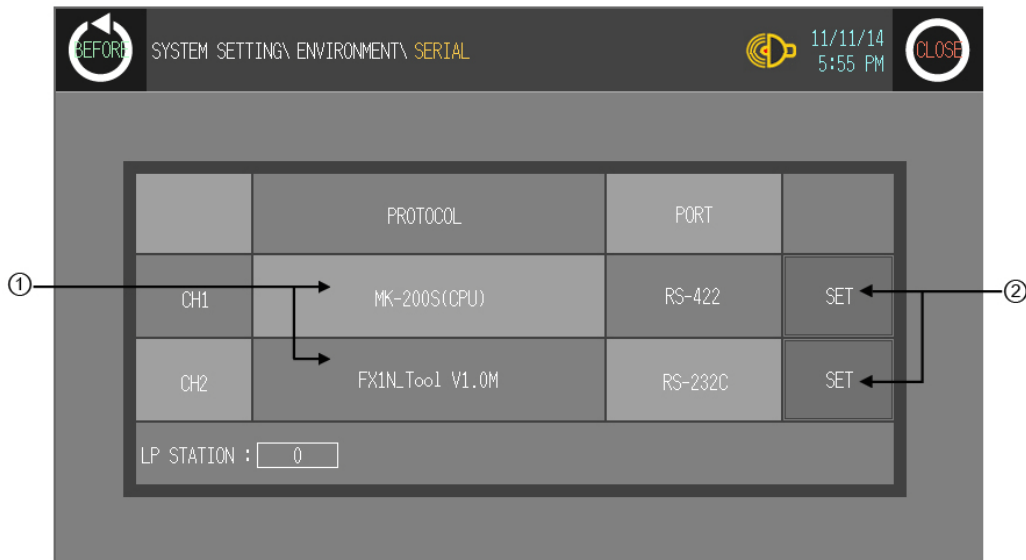 BEFORE
SYSTEM SETTING\ ENVIRONMENT\ SERIAL
11/11/14
5:55 PM
CLOSE
PROTOCOL PORT
① CH1 MK-200S(CPU) RS-422 SET ②
CH2 FX1N_Tool V1.0M RS-232C SET
LP STATION : 0